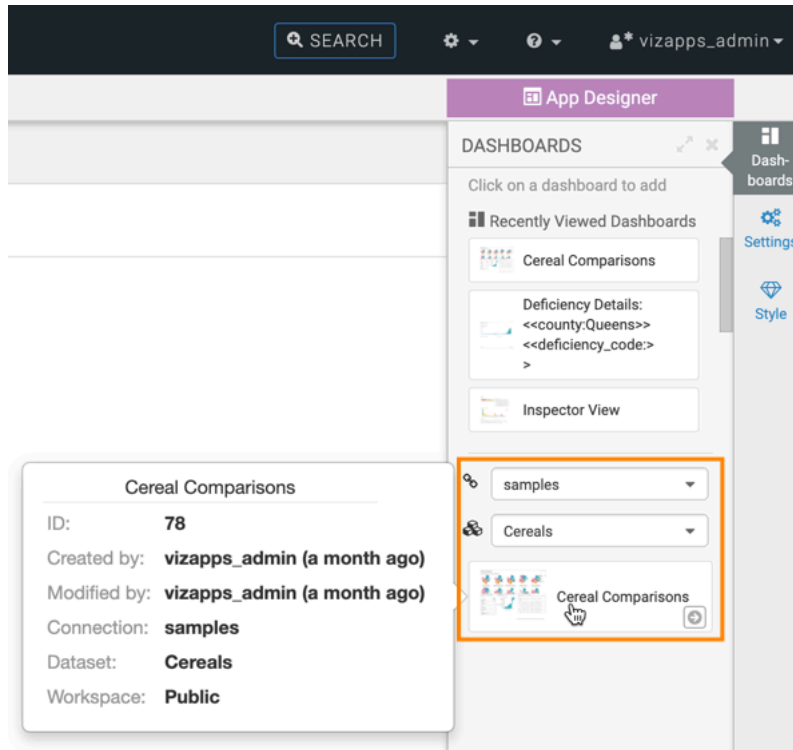 SEARCH
vizapps_admin
App Designer
DASHBOARDS
Dash-
boards
Click on a dashboard to add
Settings
Recently Viewed Dashboards
Cereal Comparisons
Style
Deficiency Details:
<<county:Queens>>
<<deficiency_code:>
>
Inspector View
samples
Cereals
Cereal Comparisons
Cereal Comparisons
ID: 78
Created by: vizapps_admin (a month ago)
Modified by: vizapps_admin (a month ago)
Connection: samples
Dataset: Cereals
Workspace: Public